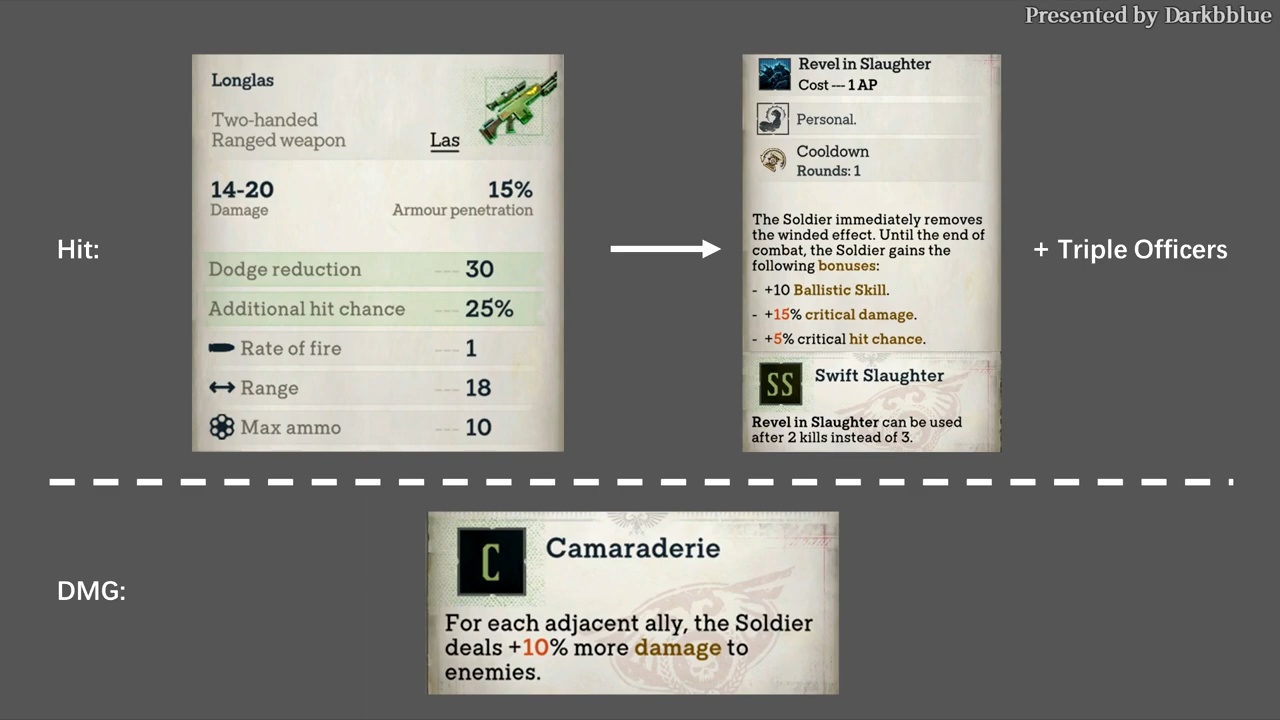 Presented by Darkbblue
Hit:
Longlas
Two-handed
Ranged weapon
Las
14-20
15%
Damage
Armour penetration
Dodge reduction --- 30
Additional hit chance --- 25%
Rate of fire --- 1
Range --- 18
Max ammo --- 10
Revel in Slaughter
Cost --- 1 AP
Personal.
Cooldown
Rounds: 1
The Soldier immediately removes
the winded effect. Until the end of
combat, the Soldier gains the
following bonuses:
- +10 Ballistic Skill.
- +15% critical damage.
- +5% critical hit chance.
SS
Swift Slaughter
Revel in Slaughter can be used
after 2 kills instead of 3.
+ Triple Officers
DMG:
C
Camaraderie
For each adjacent ally, the Soldier
deals +10% more damage to
enemies.